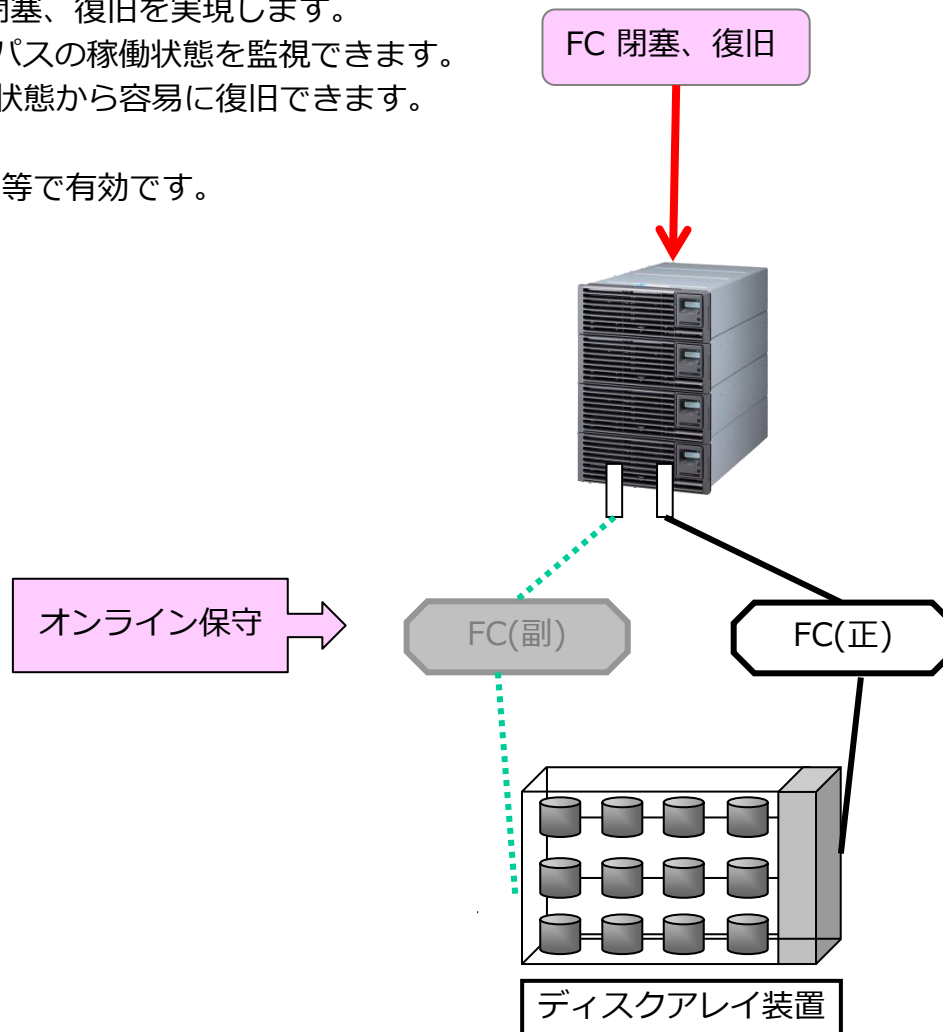 閉塞、復旧を実現します。
パスの稼働状態を監視できます。
状態から容易に復旧できます。
等で有効です。
FC 閉塞、復旧
オンライン保守
FC(副)
FC(正)
ディスクアレイ装置